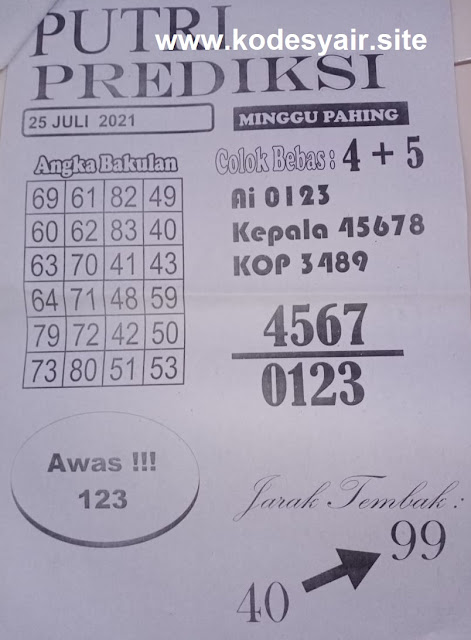 www.kodesyair.site
PUTRI
PREDIKSI
25 JULI 2021
MINGGU PAHING
Angka Bakulan
69 61 82 49
60 62 83 40
63 70 41 43
64 71 48 59
79 72 42 50
73 80 51 53
Colok Bebas : 4 + 5
Ai 0123
Kepala 45678
KOP 3489
4567
0123
Awas !!!
123
Jarak Tembak :
99
40